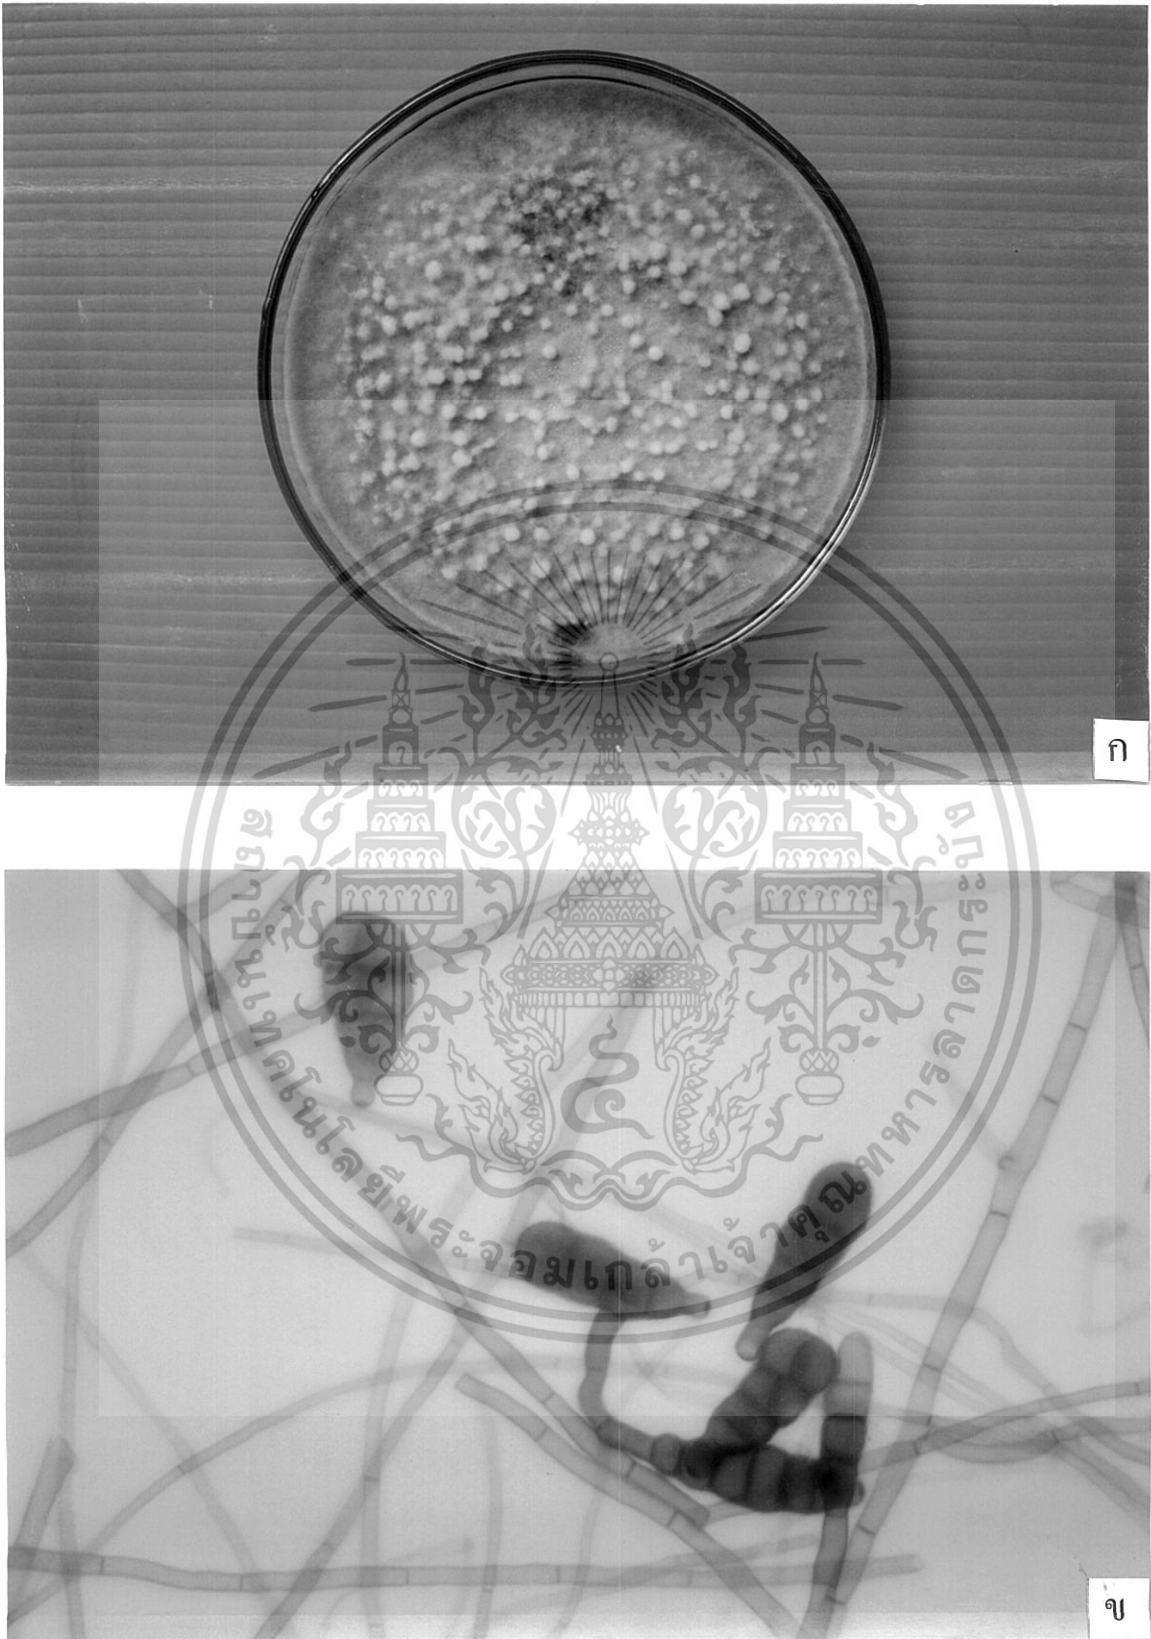 ก
สถาบันเทคโนโลยีพระจอมเกล้าเจ้าคุณทหารลาดกระบัง
ข